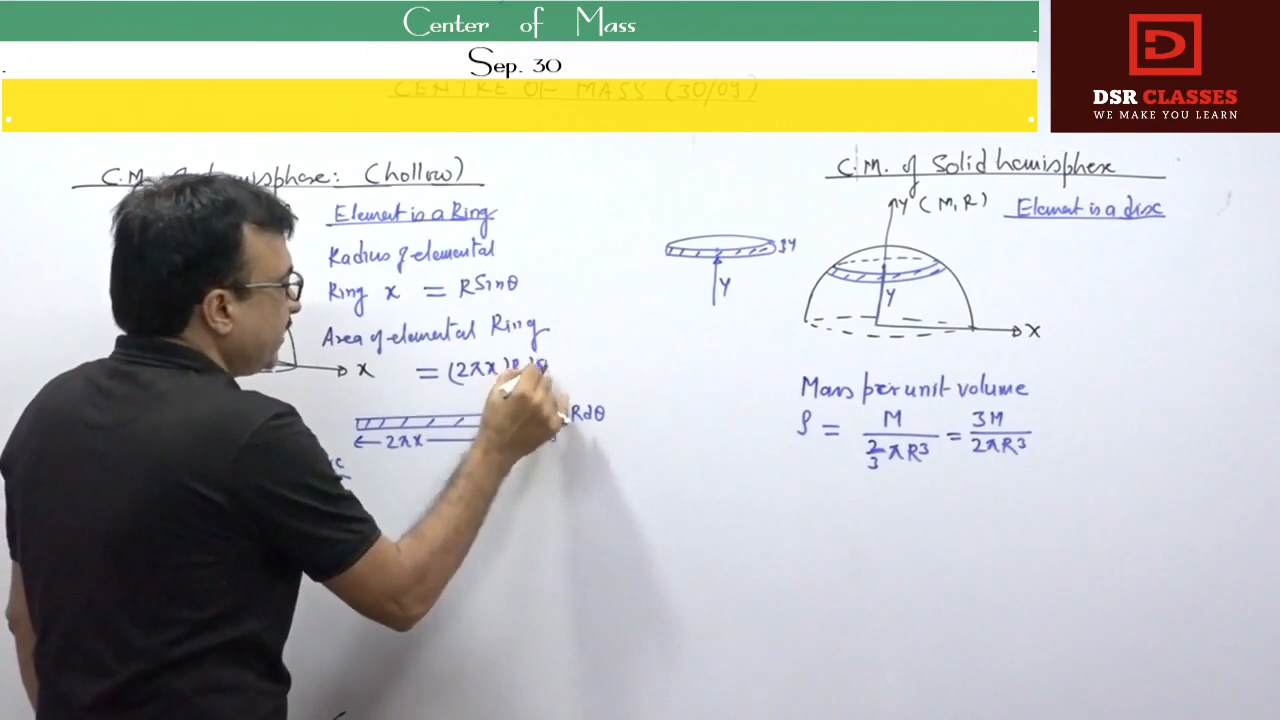 Center of Mass
Sep. 30
CENTRE OF MASS (30/09)
DSR CLASSES
WE MAKE YOU LEARN
C.M. (hollow)
Element is a Ring
Radius of elemental
Ring x = R Sinθ
Area of elemental Ring
= (2πx)
x
Rdθ
2πx
C.M. of Solid hemisphere
Y (M, R)
Element is a disc
Y
Y
x
Mass per unit volume
ρ = M / (2/3 πR³) = 3M / 2πR³